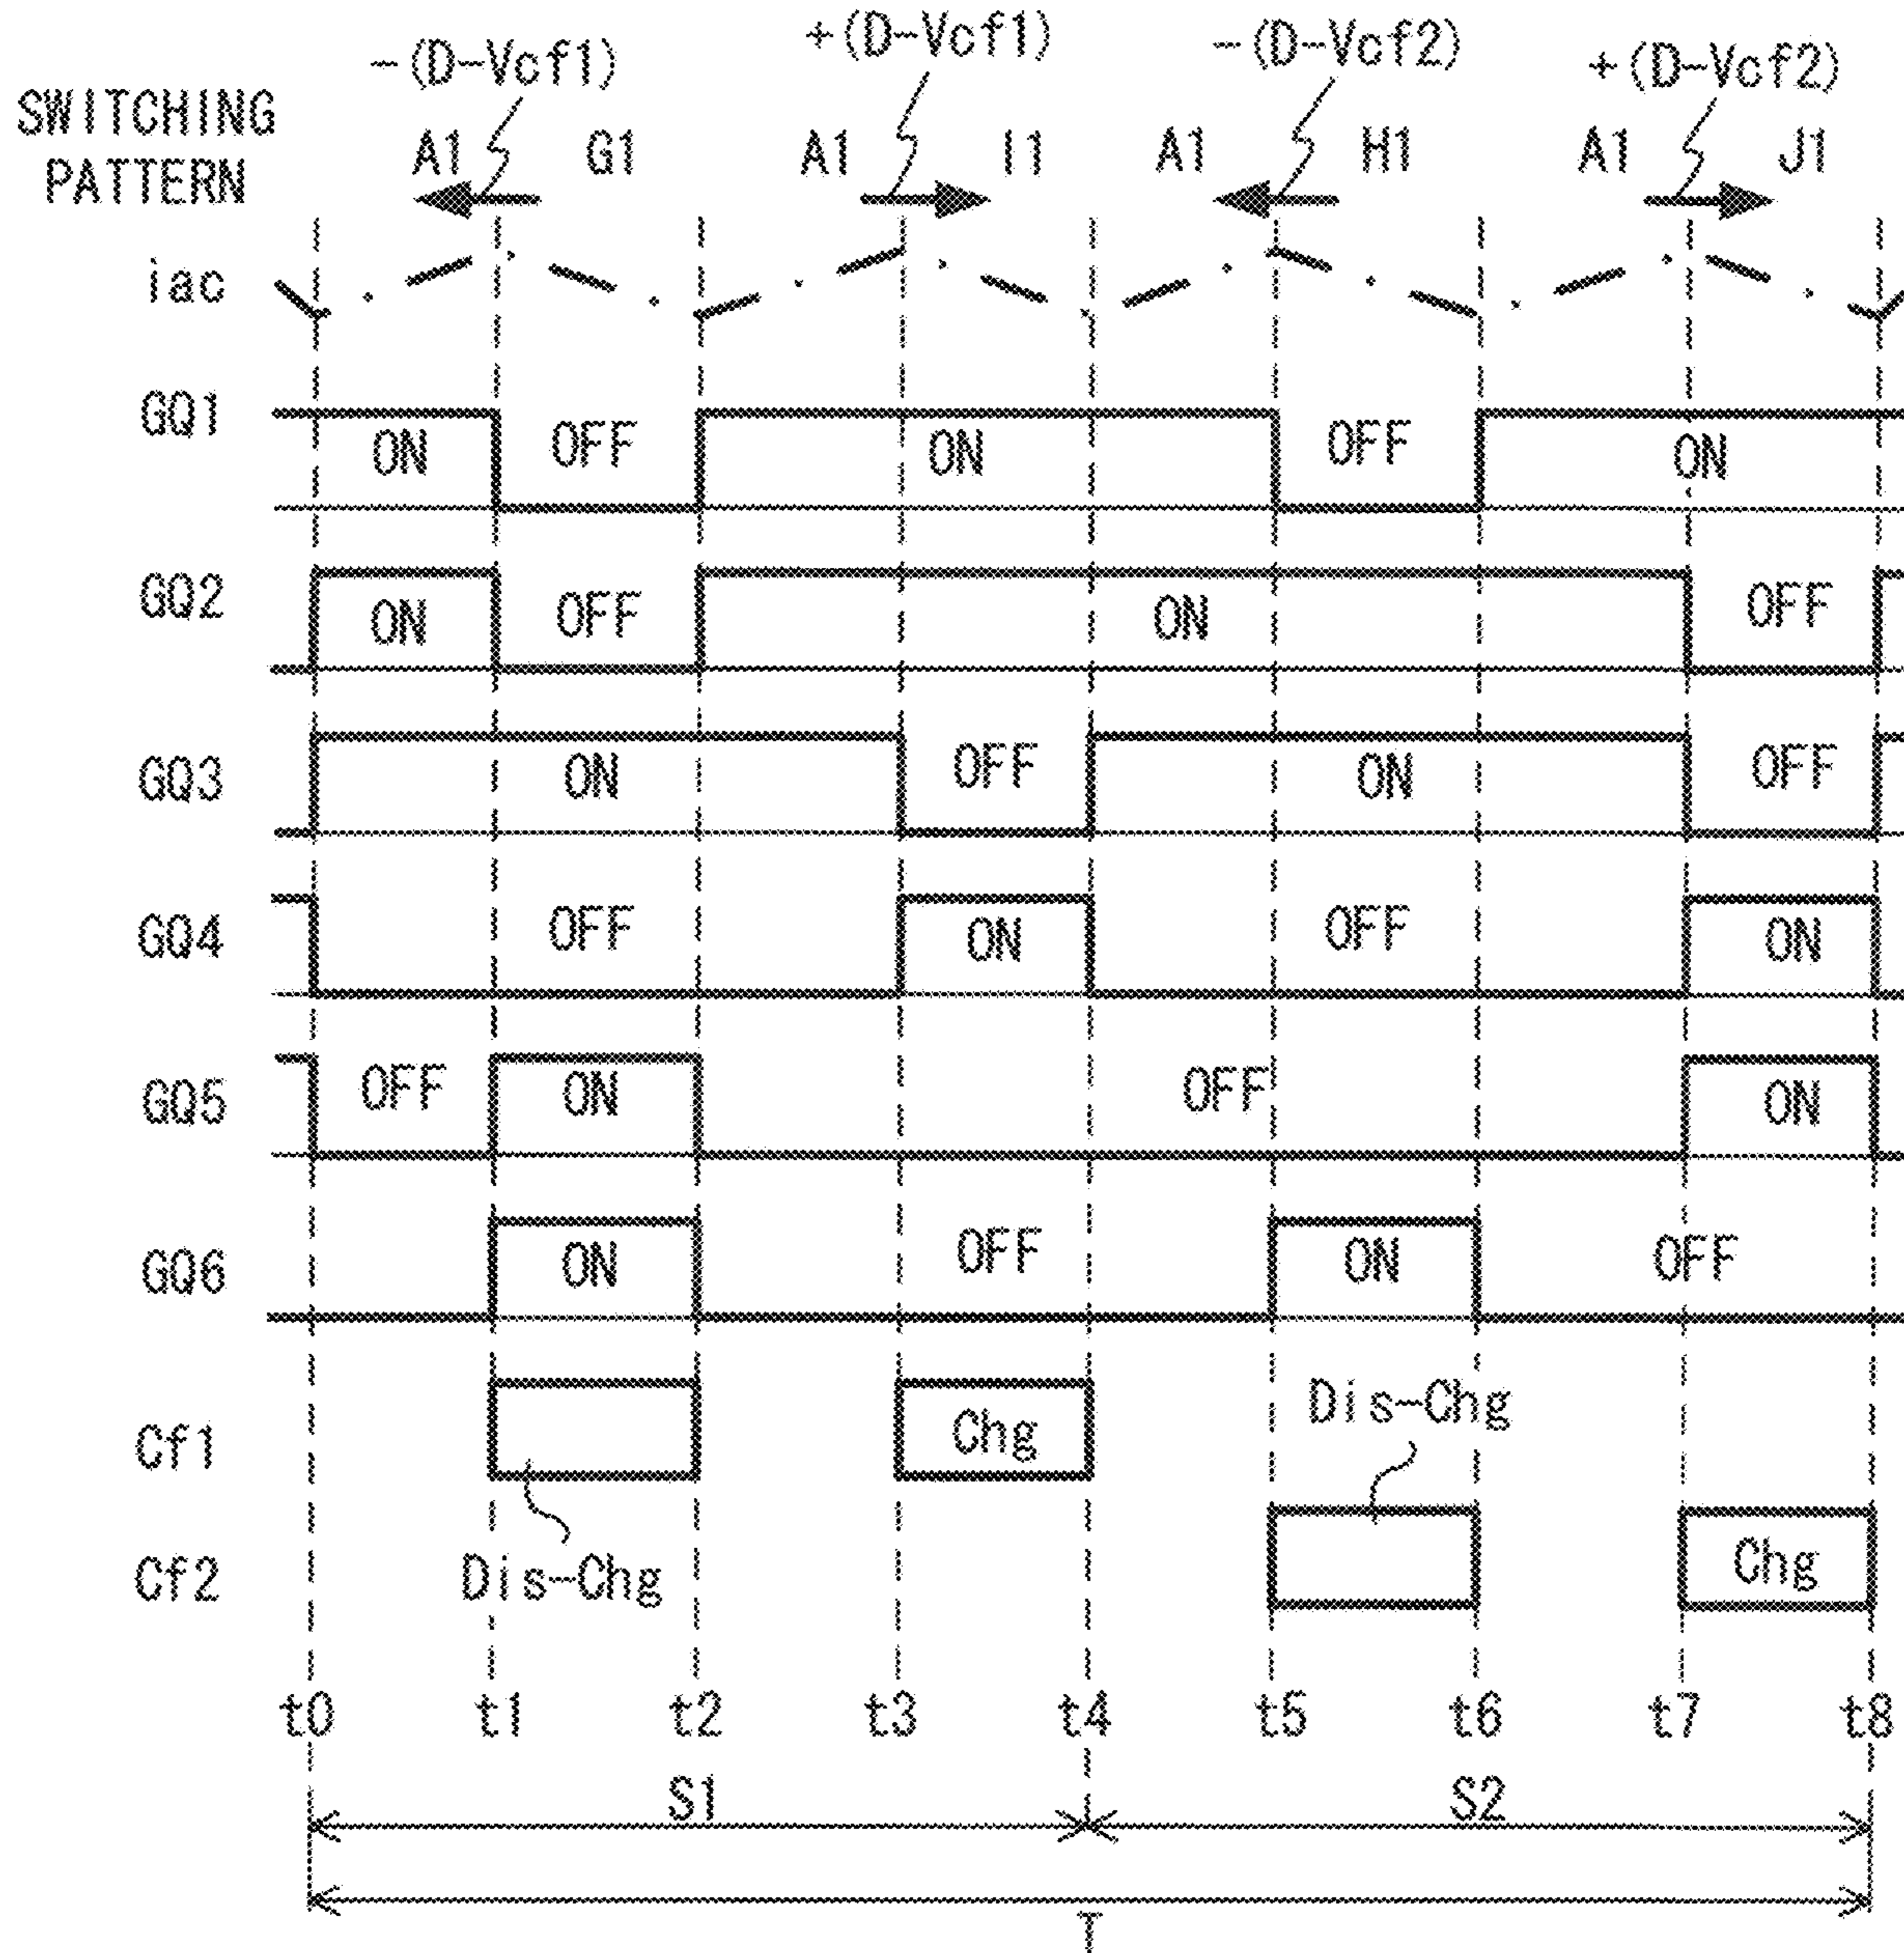 -(D-Vcf1) +(D-Vcf1) -(D-Vcf2) +(D-Vcf2)
SWITCHING
PATTERN
A1 G1 A1 I1 A1 H1 A1 J1
iac
GQ1 ON OFF ON OFF ON
GQ2 ON OFF ON OFF
GQ3 ON OFF ON OFF
GQ4 OFF ON OFF ON
GQ5 OFF ON OFF ON
GQ6 ON OFF ON OFF
Cf1 Chg Dis-Chg
Cf2 Dis-Chg Chg
t0 t1 t2 t3 t4 t5 t6 t7 t8
S1 S2
T